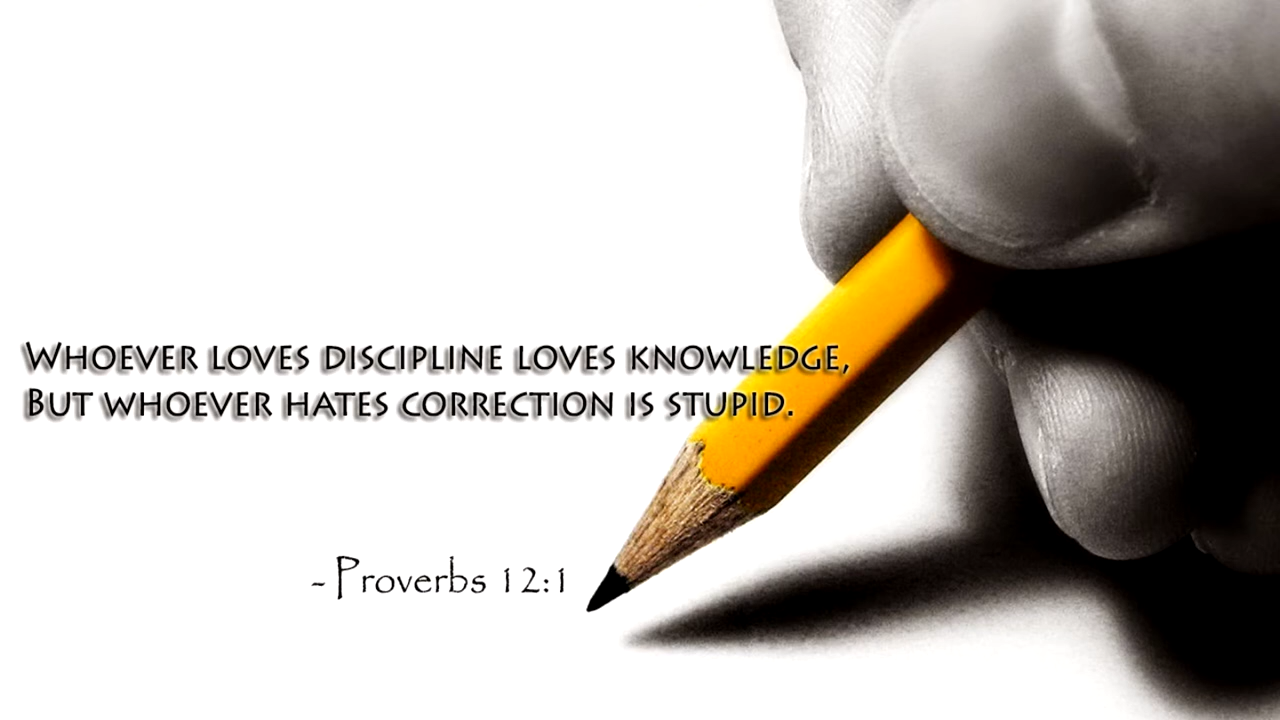 Whoever loves discipline loves knowledge,
But whoever hates correction is stupid.
- Proverbs 12:1